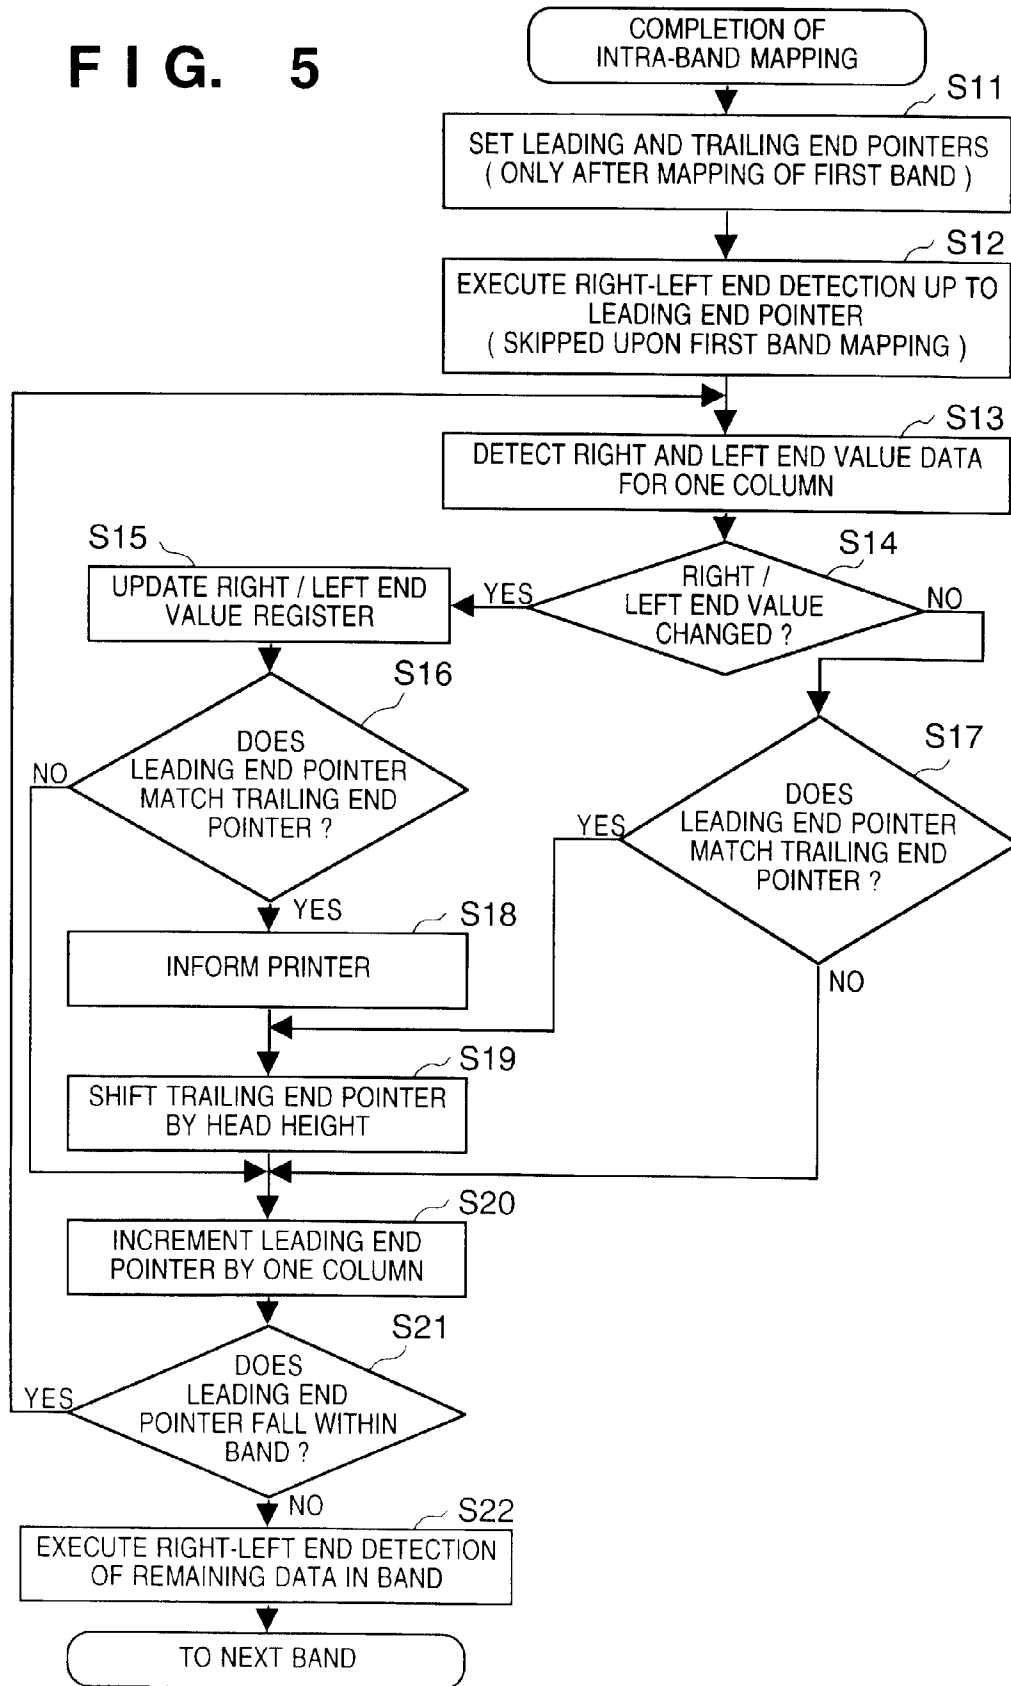 FIG. 5
COMPLETION OF
INTRA-BAND MAPPING
S11
SET LEADING AND TRAILING END POINTERS
( ONLY AFTER MAPPING OF FIRST BAND )
S12
EXECUTE RIGHT-LEFT END DETECTION UP TO
LEADING END POINTER
( SKIPPED UPON FIRST BAND MAPPING )
S13
DETECT RIGHT AND LEFT END VALUE DATA
FOR ONE COLUMN
S14
RIGHT /
LEFT END VALUE
CHANGED ?
YES
NO
S15
UPDATE RIGHT / LEFT END
VALUE REGISTER
S16
DOES
LEADING END POINTER
MATCH TRAILING END
POINTER ?
NO
YES
S17
DOES
LEADING END POINTER
MATCH TRAILING END
POINTER ?
YES
NO
S18
INFORM PRINTER
S19
SHIFT TRAILING END POINTER
BY HEAD HEIGHT
S20
INCREMENT LEADING END
POINTER BY ONE COLUMN
S21
DOES
LEADING END
POINTER FALL WITHIN
BAND ?
YES
NO
S22
EXECUTE RIGHT-LEFT END DETECTION
OF REMAINING DATA IN BAND
TO NEXT BAND